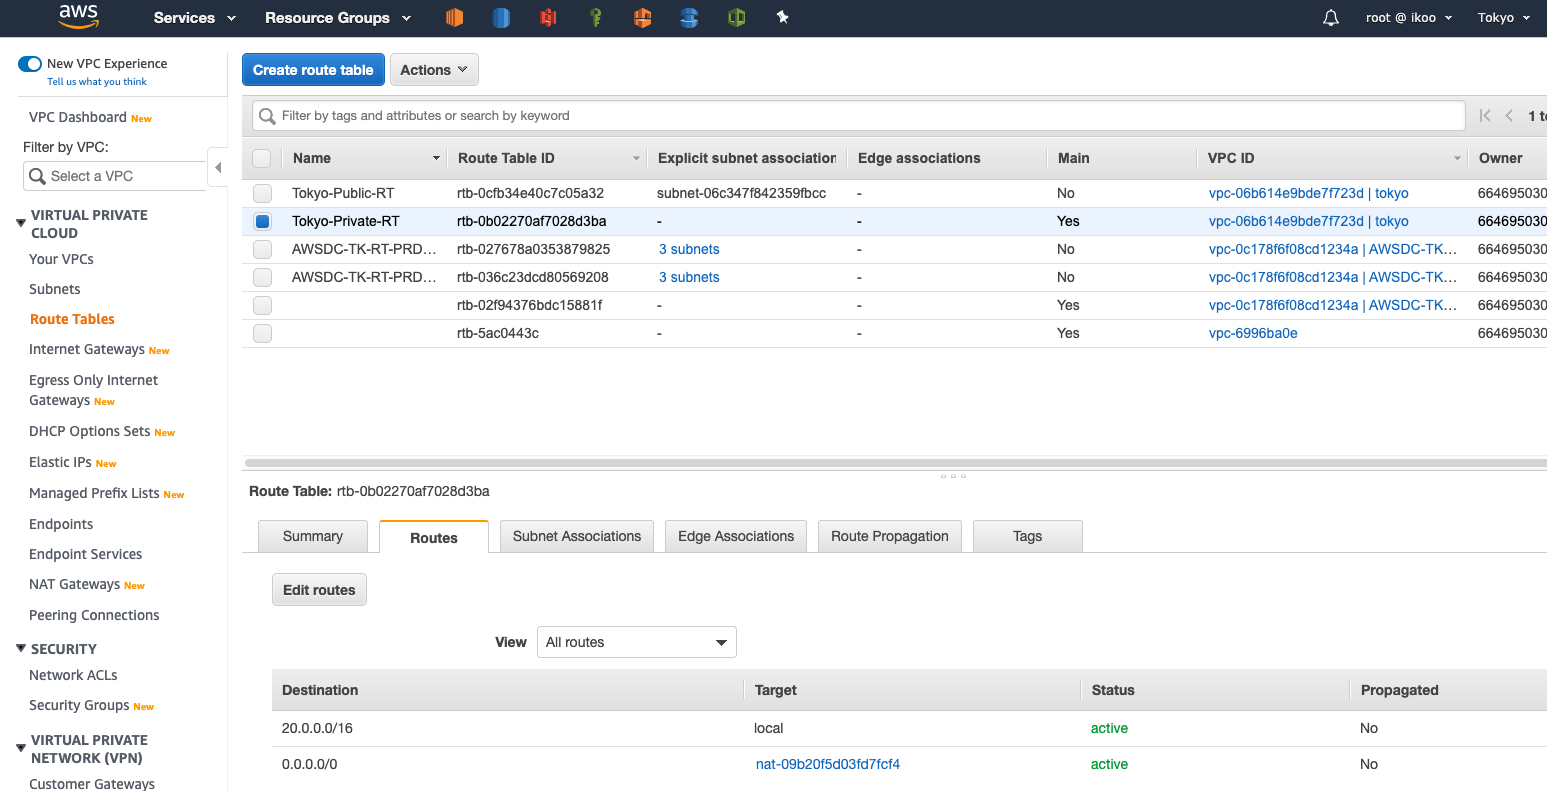 aws
Services
Resource Groups
root @ ikoo
Tokyo
New VPC Experience
Tell us what you think
VPC Dashboard New
Filter by VPC:
Select a VPC
VIRTUAL PRIVATE
CLOUD
Your VPCs
Subnets
Route Tables
Internet Gateways New
Egress Only Internet
Gateways New
DHCP Options Sets New
Elastic IPs New
Managed Prefix Lists New
Endpoints
Endpoint Services
NAT Gateways New
Peering Connections
SECURITY
Network ACLs
Security Groups New
VIRTUAL PRIVATE
NETWORK (VPN)
Customer Gateways
Create route table
Actions
Filter by tags and attributes or search by keyword
1 to
Name Route Table ID Explicit subnet association Edge associations Main VPC ID Owner
Tokyo-Public-RT rtb-0cfb34e40c7c05a32 subnet-06c347f842359fbcc - No vpc-06b614e9bde7f723d | tokyo 664695030
Tokyo-Private-RT rtb-0b02270af7028d3ba - - Yes vpc-06b614e9bde7f723d | tokyo 664695030
AWSDC-TK-RT-PRD... rtb-027678a0353879825 3 subnets - No vpc-0c178f6f08cd1234a | AWSDC-TK... 664695030
AWSDC-TK-RT-PRD... rtb-036c23dcd80569208 3 subnets - No vpc-0c178f6f08cd1234a | AWSDC-TK... 664695030
rtb-02f94376bdc15881f - - Yes vpc-0c178f6f08cd1234a | AWSDC-TK... 664695030
rtb-5ac0443c - - Yes vpc-6996ba0e 664695030
Route Table: rtb-0b02270af7028d3ba
Summary Routes Subnet Associations Edge Associations Route Propagation Tags
Edit routes
View All routes
Destination Target Status Propagated
20.0.0.0/16 local active No
0.0.0.0/0 nat-09b20f5d03fd7fcf4 active No